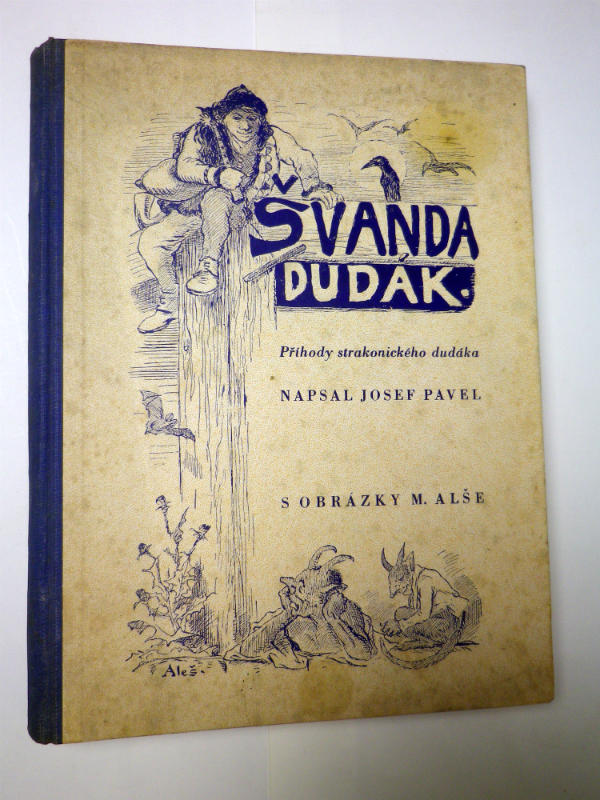 ŠVANDA
DUDÁK.
Příhody strakonického dudáka
NAPSAL JOSEF PAVEL
S OBRÁZKY M. ALŠE
Aleš.